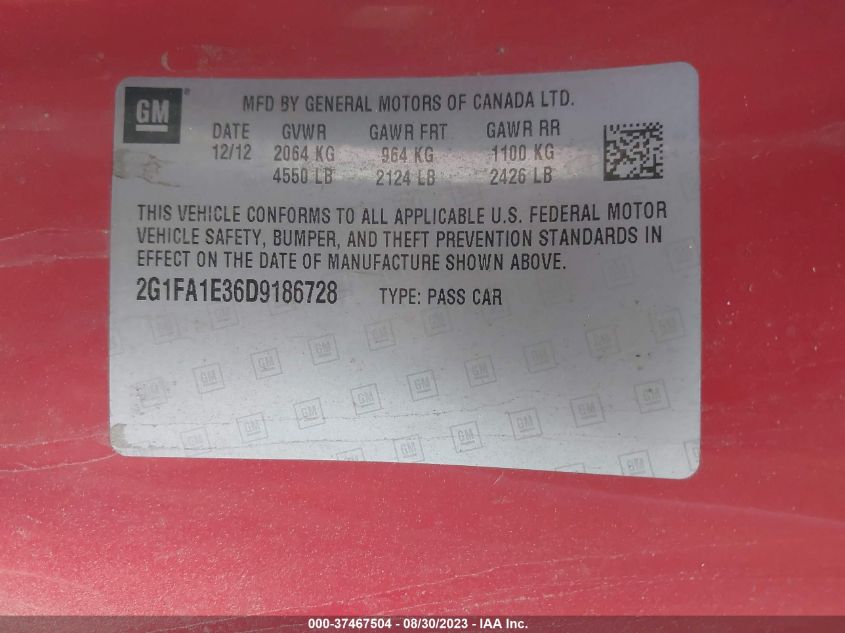 GM®
MFD BY GENERAL MOTORS OF CANADA LTD.
DATE GVWR GAWR FRT GAWR RR
12/12 2064 KG 964 KG 1100 KG
4550 LB 2124 LB 2426 LB
THIS VEHICLE CONFORMS TO ALL APPLICABLE U.S. FEDERAL MOTOR
VEHICLE SAFETY, BUMPER, AND THEFT PREVENTION STANDARDS IN
EFFECT ON THE DATE OF MANUFACTURE SHOWN ABOVE.
2G1FA1E36D9186728 TYPE: PASS CAR
000-37467504 - 08/30/2023 - IAA Inc.